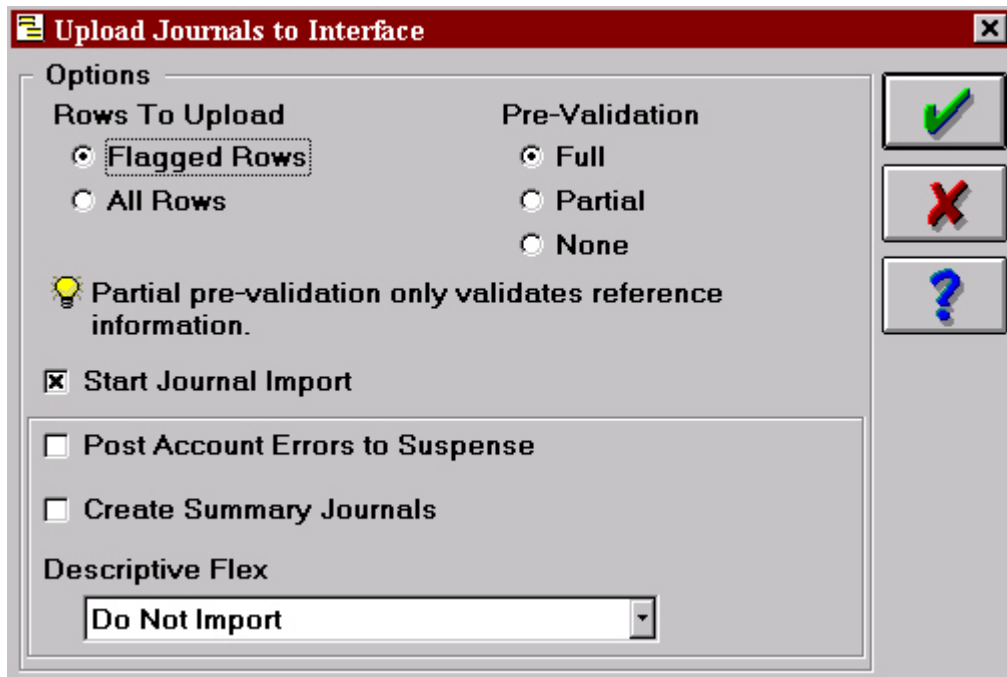 Upload Journals to Interface
Options
Rows To Upload
Flagged Rows
All Rows
Pre-Validation
Full
Partial
None
Partial pre-validation only validates reference
information.
Start Journal Import
Post Account Errors to Suspense
Create Summary Journals
Descriptive Flex
Do Not Import